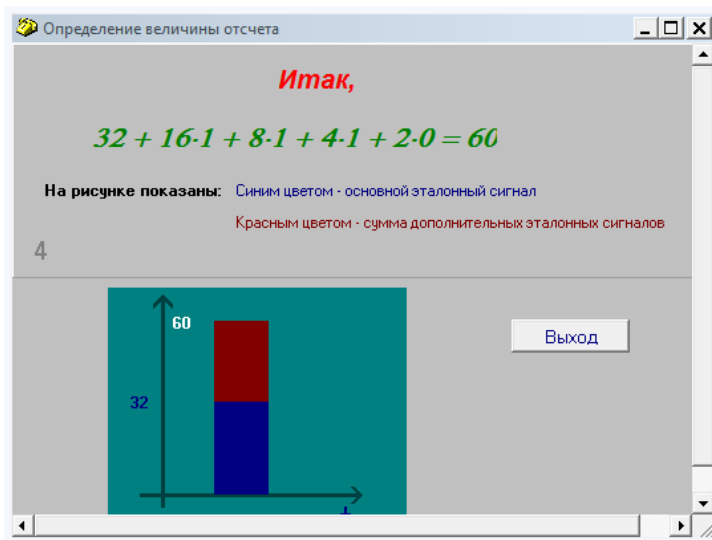 Определение величины отсчета
Итак,
32 + 16·1 + 8·1 + 4·1 + 2·0 = 60
На рисунке показаны: Синим цветом - основной эталонный сигнал
Красным цветом - сумма дополнительных эталонных сигналов
4
60
Выход
32